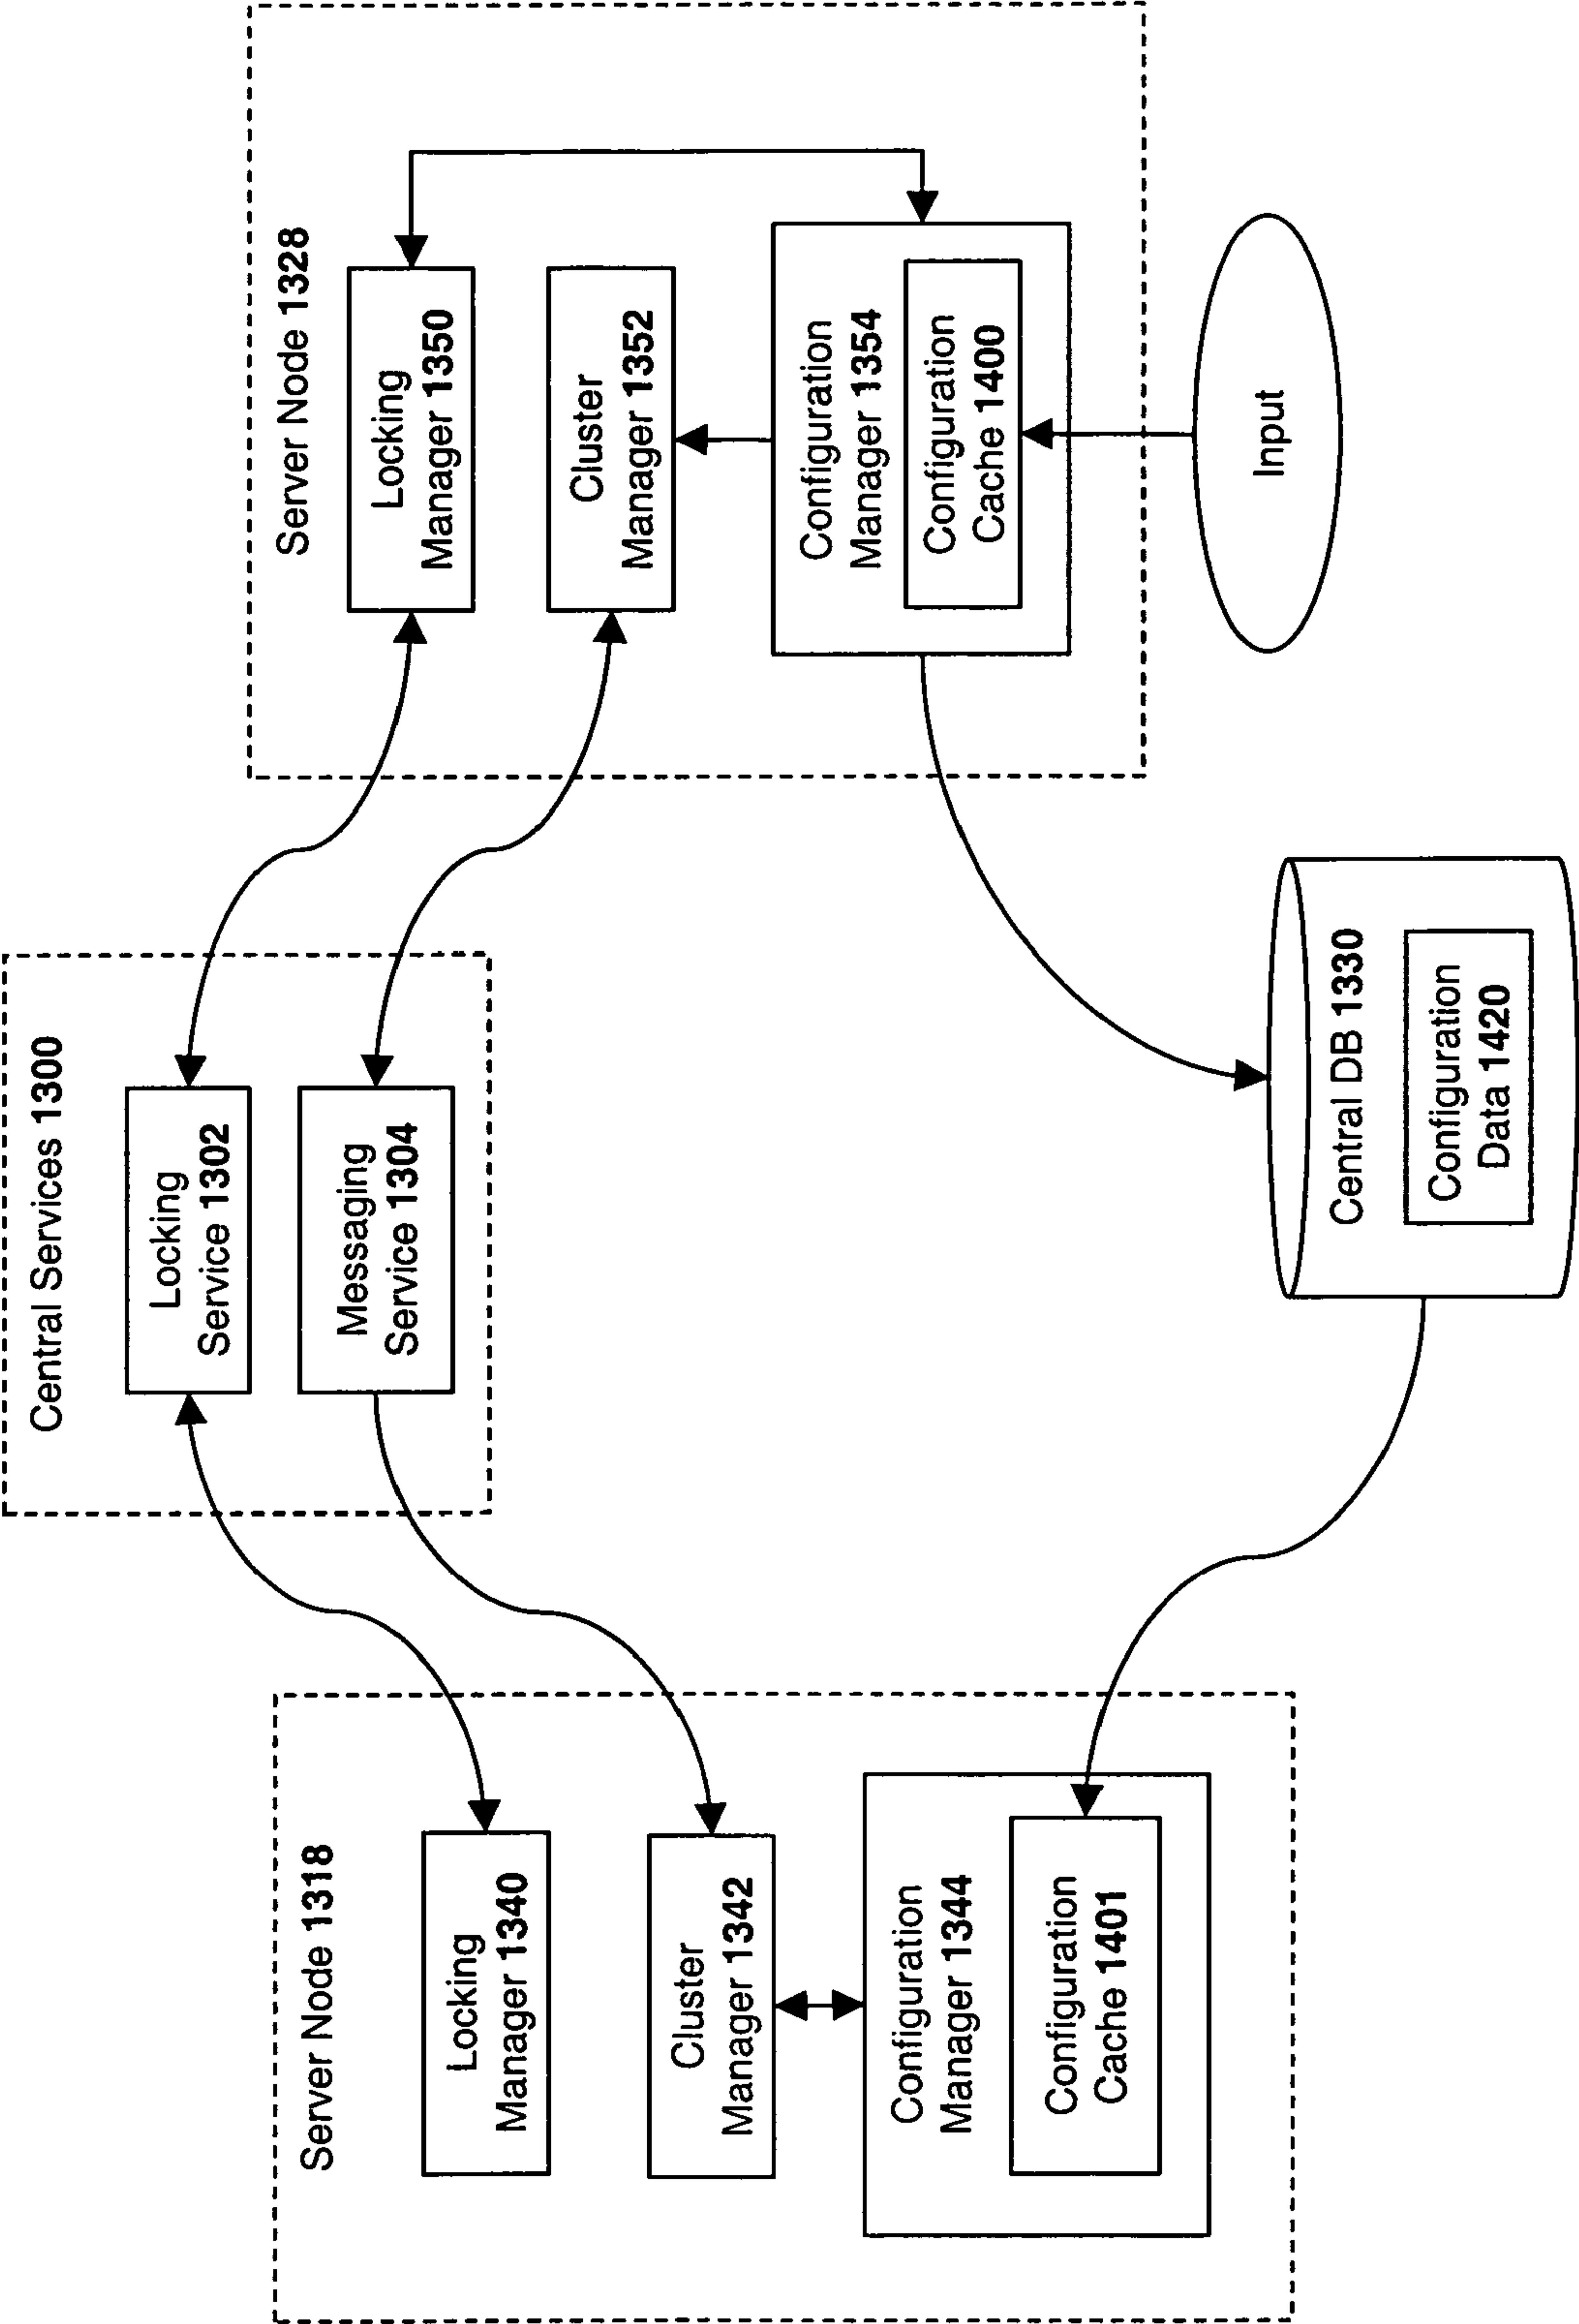 Central Services 1300
Locking
Service 1302
Messaging
Service 1304
Server Node 1318
Locking
Manager 1340
Cluster
Manager 1342
Configuration
Manager 1344
Configuration
Cache 1401
Server Node 1328
Locking
Manager 1350
Cluster
Manager 1352
Configuration
Manager 1354
Configuration
Cache 1400
Central DB 1330
Configuration
Data 1420
Input